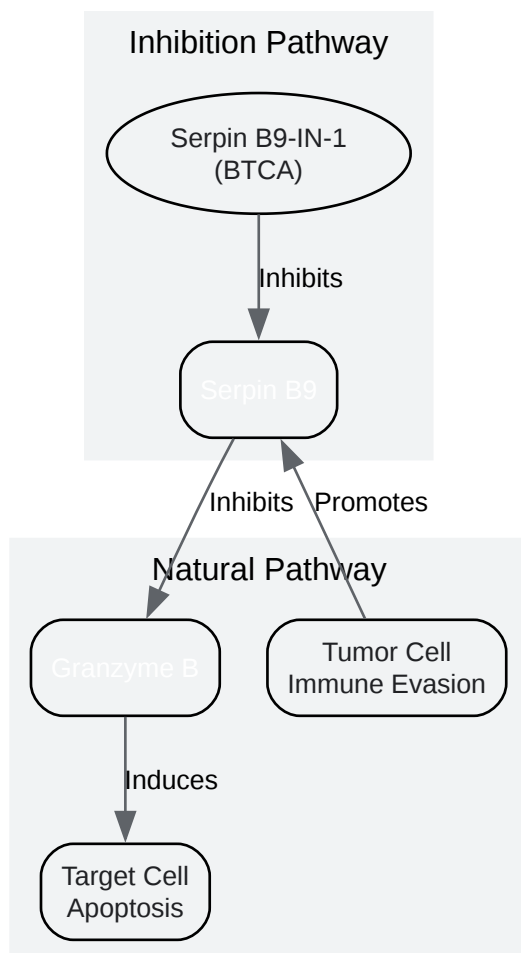 Inhibition Pathway
Serpin B9-IN-1
(BTCA)
Inhibits
Serpin B9
Inhibits
Promotes
Natural Pathway
Granzyme B
Tumor Cell
Immune Evasion
Induces
Target Cell
Apoptosis